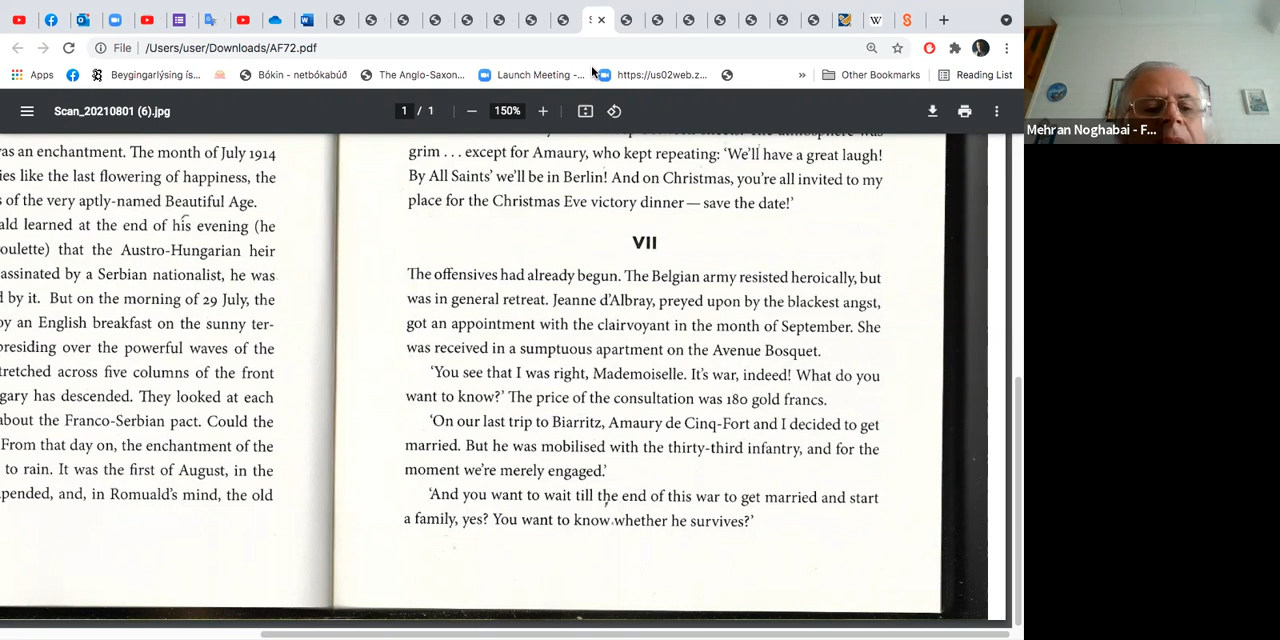 File
/Users/user/Downloads/AF72.pdf
Apps
Beygingarlýsing ís...
Bókin - netbókabúð
The Anglo-Saxon...
Launch Meeting -...
https://us02web.z...
»
Other Bookmarks
Reading List
Scan_20210801 (6).jpg
1 / 1
150%
Mehran Noghabai - F...
as an enchantment. The month of July 1914
ies like the last flowering of happiness, the
s of the very aptly-named Beautiful Age.
ald learned at the end of his evening (he
oulette) that the Austro-Hungarian heir
assinated by a Serbian nationalist, he was
d by it. But on the morning of 29 July, the
oy an English breakfast on the sunny ter-
presiding over the powerful waves of the
tretched across five columns of the front
gary has descended. They looked at each
about the Franco-Serbian pact. Could the
From that day on, the enchantment of the
to rain. It was the first of August, in the
pended, and, in Romuald's mind, the old
grim . . . except for Amaury, who kept repeating: 'We'll have a great laugh!
By All Saints' we'll be in Berlin! And on Christmas, you're all invited to my
place for the Christmas Eve victory dinner — save the date!'
VII
The offensives had already begun. The Belgian army resisted heroically, but
was in general retreat. Jeanne d'Albray, preyed upon by the blackest angst,
got an appointment with the clairvoyant in the month of September. She
was received in a sumptuous apartment on the Avenue Bosquet.
'You see that I was right, Mademoiselle. It's war, indeed! What do you
want to know?' The price of the consultation was 180 gold francs.
'On our last trip to Biarritz, Amaury de Cinq-Fort and I decided to get
married. But he was mobilised with the thirty-third infantry, and for the
moment we're merely engaged.'
'And you want to wait till the end of this war to get married and start
a family, yes? You want to know whether he survives?'